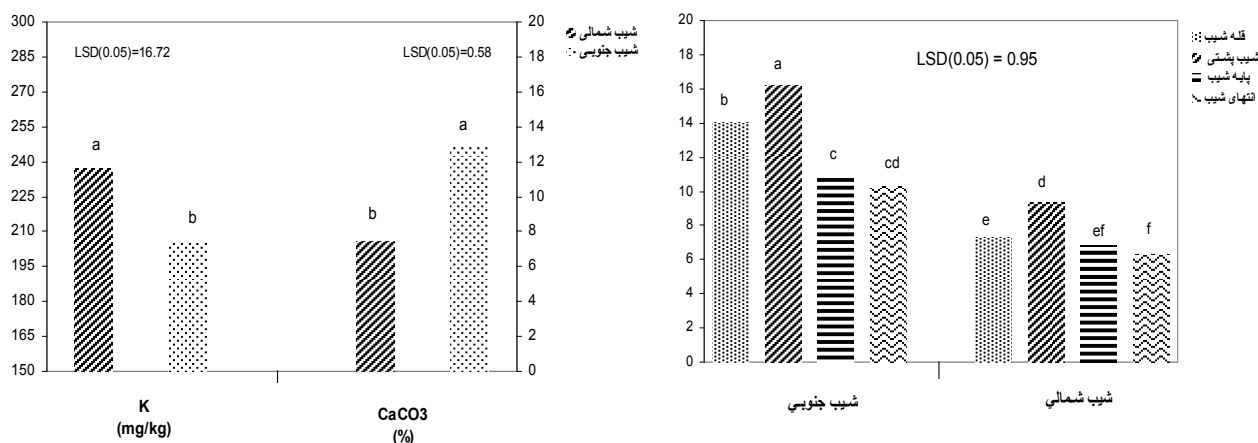 300
285
270
255
240
225
210
195
180
165
150
LSD(0.05)=16.72
LSD(0.05)=0.58
a
b
b
a
20
18
16
14
12
10
8
6
4
2
0
شیب شمالی
شیب جنوبی
K
(mg/kg)
CaCO3
(%)
20
18
16
14
12
10
8
6
4
2
0
LSD(0.05) = 0.95
b
a
c
cd
e
d
ef
f
قله شیب
شیب پشتی
پایه شیب
انتهای شیب
شيب جنوبي
شيب شمالي